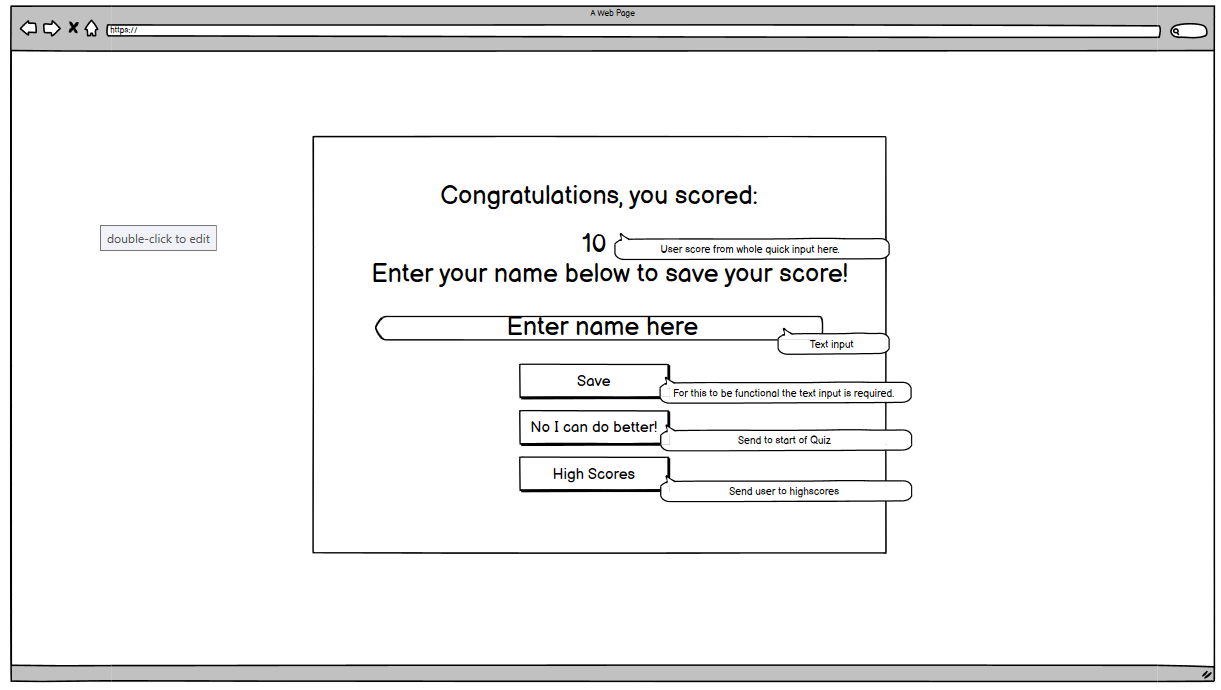 A Web Page
https://
Congratulations, you scored:
double-click to edit
10
User score from whole quick input here.
Enter your name below to save your score!
Enter name here
Text input
Save
For this to be functional the text input is required.
No I can do better!
Send to start of Quiz
High Scores
Send user to highscores